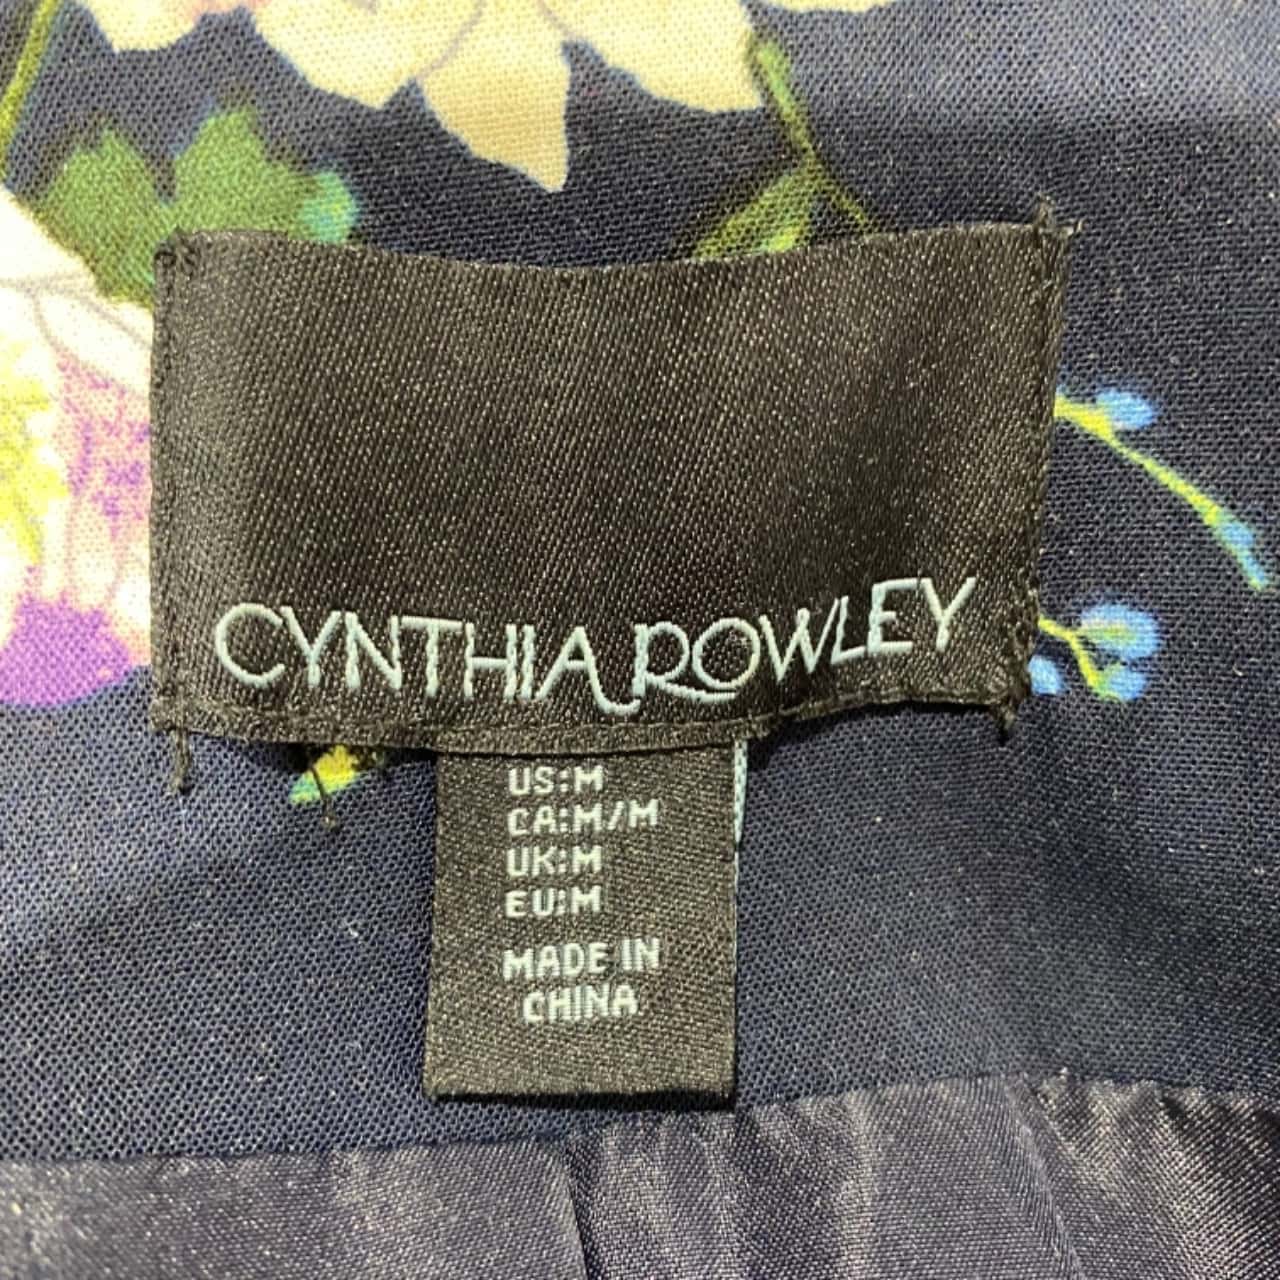 CYNTHIA ROWLEY
US:M
CA:M/M
UK:M
EU:M
MADE IN
CHINA